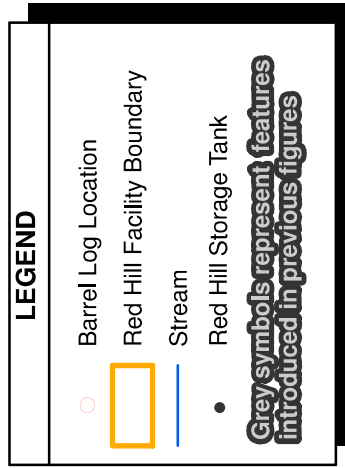 LEGEND
Barrel Log Location
Red Hill Facility Boundary
Stream
Red Hill Storage Tank
Grey symbols represent features
introduced in previous figures